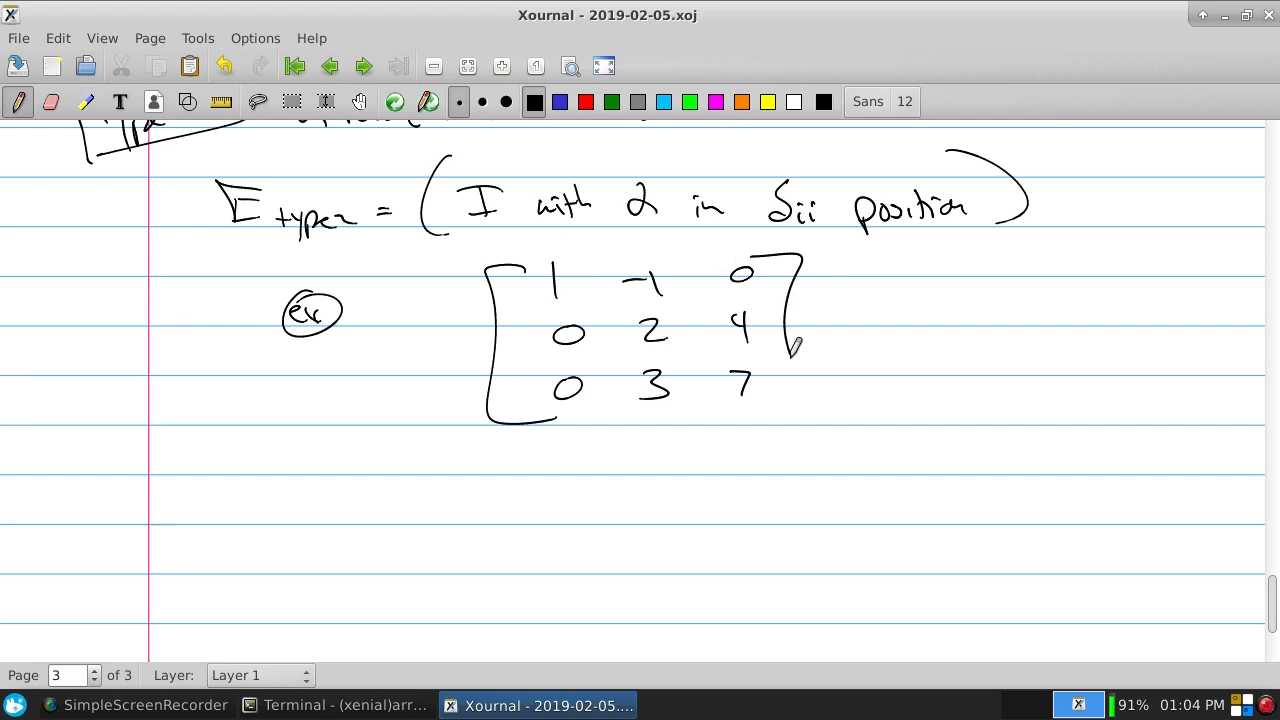 Xournal - 2019-02-05.xoj
File Edit View Page Tools Options Help
Sans 12
Type
E type2 = ( I with α in δii position )
ex
1 -1 0
0 2 4
0 3 7
Page 3 of 3 Layer: Layer 1
SimpleScreenRecorder Terminal - (xenial)arr... Xournal - 2019-02-05.... 91% 01:04 PM